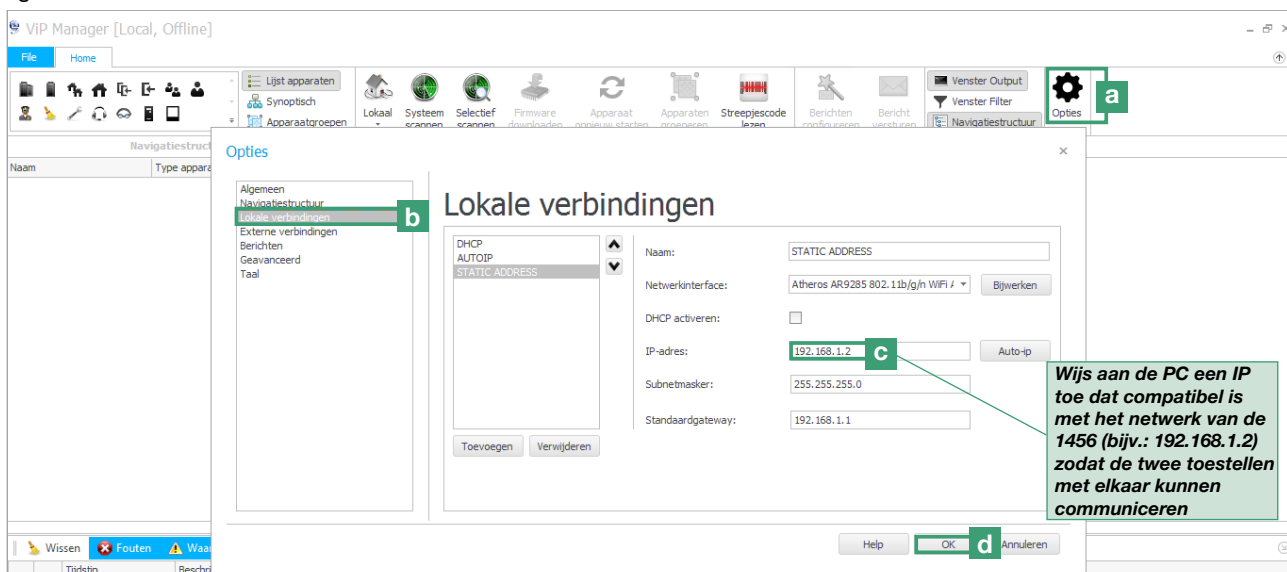 ViP Manager [Local, Offline]
File Home
Lijst apparaten
Synoptisch
Apparaatgroepen
Lokaal
Systeem scannen
Selectief scannen
Firmware downloaden
Apparaat opnieuw starten
Apparaten groeperen
Streepjescode lezen
Berichten configureren
Bericht versturen
Venster Output
Venster Filter
Navigatiestructuur
Opties
a
Navigatiestruct
Naam Type appara
Opties
Algemeen
Navigatiestructuur
Lokale verbindingen
b
Externe verbindingen
Berichten
Geavanceerd
Taal
Lokale verbindingen
DHCP
AUTOIP
STATIC ADDRESS
Toevoegen Verwijderen
Naam: STATIC ADDRESS
Netwerkinterface: Atheros AR9285 802.11b/g/n WiFi Bijwerken
DHCP activeren:
IP-adres: 192.168.1.2 c Auto-ip
Subnetmasker: 255.255.255.0
Standaardgateway: 192.168.1.1
Wijs aan de PC een IP
toe dat compatibel is
met het netwerk van de
1456 (bijv.: 192.168.1.2)
zodat de twee toestellen
met elkaar kunnen
communiceren
Help OK d Annuleren
Wissen Fouten Waar
Tijdstip Beschri